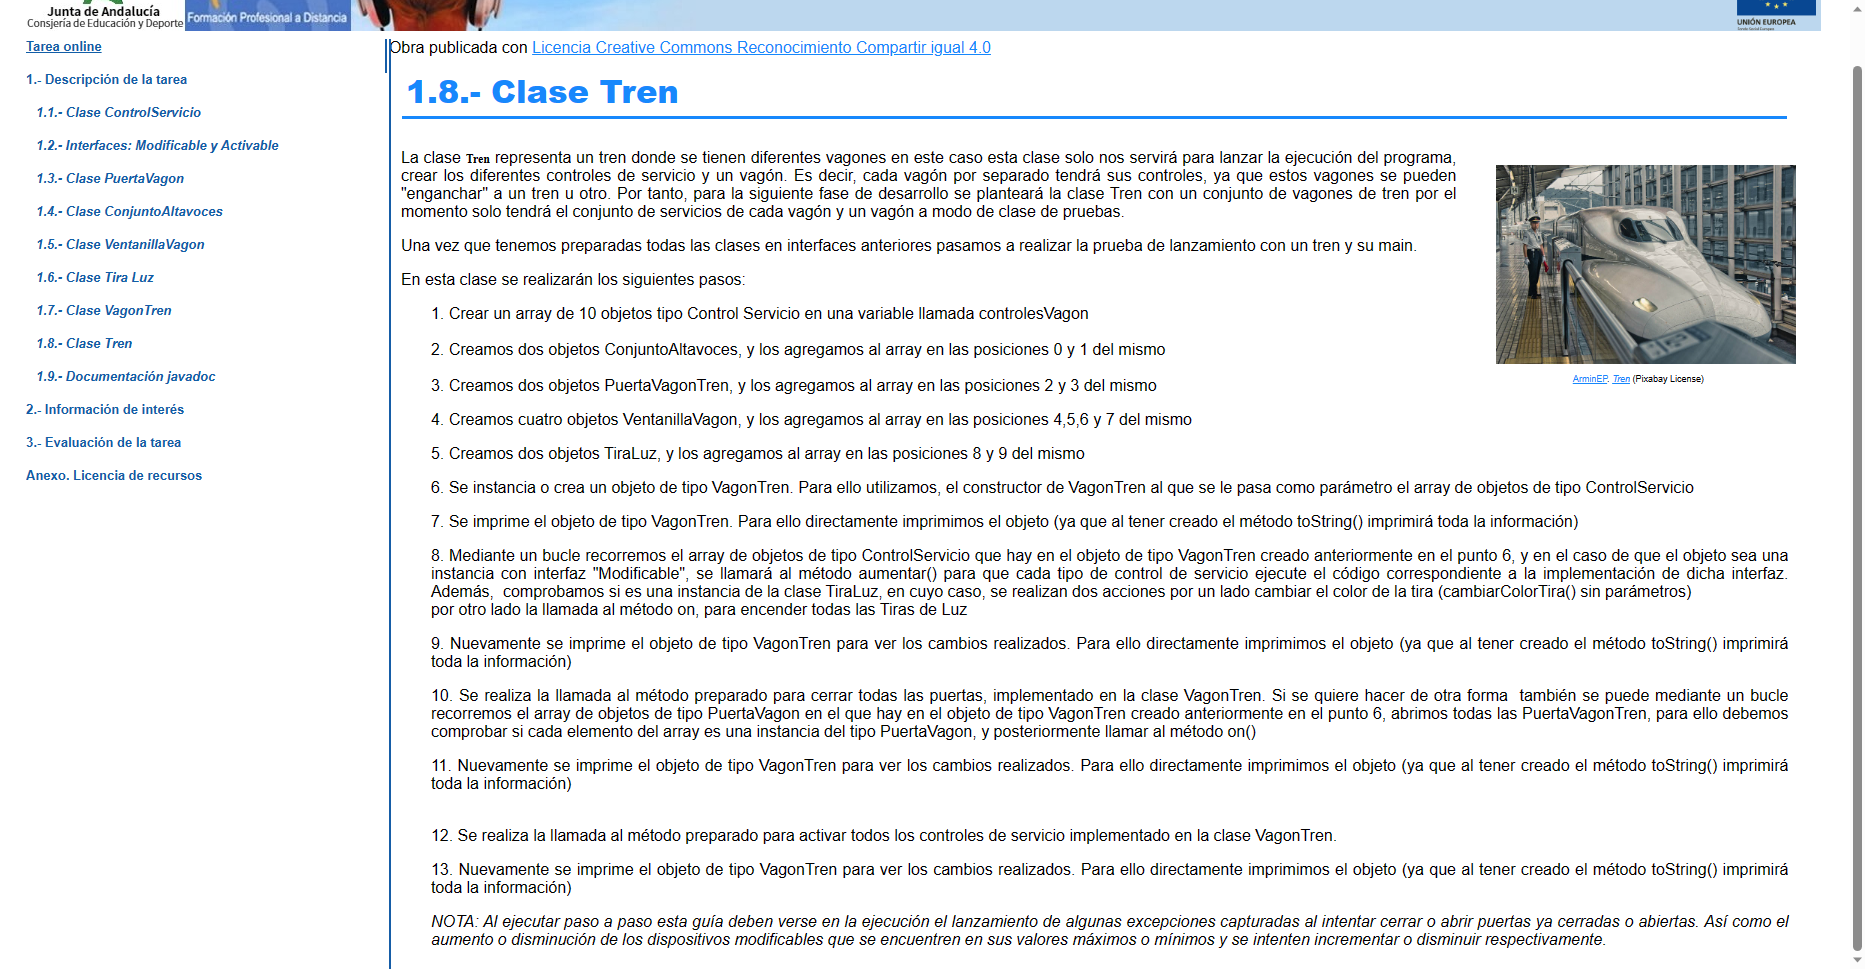 Junta de Andalucía
Consjería de Educación y Deporte
Formación Profesional a Distancia
UNIÓN EUROPEA
Tarea online
1.- Descripción de la tarea
1.1.- Clase ControlServicio
1.2.- Interfaces: Modificable y Activable
1.3.- Clase PuertaVagon
1.4.- Clase ConjuntoAltavoces
1.5.- Clase VentanillaVagon
1.6.- Clase Tira Luz
1.7.- Clase VagonTren
1.8.- Clase Tren
1.9.- Documentación javadoc
2.- Información de interés
3.- Evaluación de la tarea
Anexo. Licencia de recursos
Obra publicada con Licencia Creative Commons Reconocimiento Compartir igual 4.0
1.8.- Clase Tren
La clase Tren representa un tren donde se tienen diferentes vagones en este caso esta clase solo nos servirá para lanzar la ejecución del programa,
crear los diferentes controles de servicio y un vagón. Es decir, cada vagón por separado tendrá sus controles, ya que estos vagones se pueden
"enganchar" a un tren u otro. Por tanto, para la siguiente fase de desarrollo se planteará la clase Tren con un conjunto de vagones de tren por el
momento solo tendrá el conjunto de servicios de cada vagón y un vagón a modo de clase de pruebas.
Una vez que tenemos preparadas todas las clases en interfaces anteriores pasamos a realizar la prueba de lanzamiento con un tren y su main.
En esta clase se realizarán los siguientes pasos:
1. Crear un array de 10 objetos tipo Control Servicio en una variable llamada controlesVagon
2. Creamos dos objetos ConjuntoAltavoces, y los agregamos al array en las posiciones 0 y 1 del mismo
3. Creamos dos objetos PuertaVagonTren, y los agregamos al array en las posiciones 2 y 3 del mismo
4. Creamos cuatro objetos VentanillaVagon, y los agregamos al array en las posiciones 4,5,6 y 7 del mismo
5. Creamos dos objetos TiraLuz, y los agregamos al array en las posiciones 8 y 9 del mismo
6. Se instancia o crea un objeto de tipo VagonTren. Para ello utilizamos, el constructor de VagonTren al que se le pasa como parámetro el array de objetos de tipo ControlServicio
7. Se imprime el objeto de tipo VagonTren. Para ello directamente imprimimos el objeto (ya que al tener creado el método toString() imprimirá toda la información)
8. Mediante un bucle recorremos el array de objetos de tipo ControlServicio que hay en el objeto de tipo VagonTren creado anteriormente en el punto 6, y en el caso de que el objeto sea una
instancia con interfaz "Modificable", se llamará al método aumentar() para que cada tipo de control de servicio ejecute el código correspondiente a la implementación de dicha interfaz.
Además, comprobamos si es una instancia de la clase TiraLuz, en cuyo caso, se realizan dos acciones por un lado cambiar el color de la tira (cambiarColorTira() sin parámetros)
por otro lado la llamada al método on, para encender todas las Tiras de Luz
9. Nuevamente se imprime el objeto de tipo VagonTren para ver los cambios realizados. Para ello directamente imprimimos el objeto (ya que al tener creado el método toString() imprimirá
toda la información)
10. Se realiza la llamada al método preparado para cerrar todas las puertas, implementado en la clase VagonTren. Si se quiere hacer de otra forma también se puede mediante un bucle
recorremos el array de objetos de tipo PuertaVagon en el que hay en el objeto de tipo VagonTren creado anteriormente en el punto 6, abrimos todas las PuertaVagonTren, para ello debemos
comprobar si cada elemento del array es una instancia del tipo PuertaVagon, y posteriormente llamar al método on()
11. Nuevamente se imprime el objeto de tipo VagonTren para ver los cambios realizados. Para ello directamente imprimimos el objeto (ya que al tener creado el método toString() imprimirá
toda la información)
12. Se realiza la llamada al método preparado para activar todos los controles de servicio implementado en la clase VagonTren.
13. Nuevamente se imprime el objeto de tipo VagonTren para ver los cambios realizados. Para ello directamente imprimimos el objeto (ya que al tener creado el método toString() imprimirá
toda la información)
NOTA: Al ejecutar paso a paso esta guía deben verse en la ejecución el lanzamiento de algunas excepciones capturadas al intentar cerrar o abrir puertas ya cerradas o abiertas. Así como el
aumento o disminución de los dispositivos modificables que se encuentren en sus valores máximos o mínimos y se intenten incrementar o disminuir respectivamente.
ArminEP. Tren (Pixabay License)